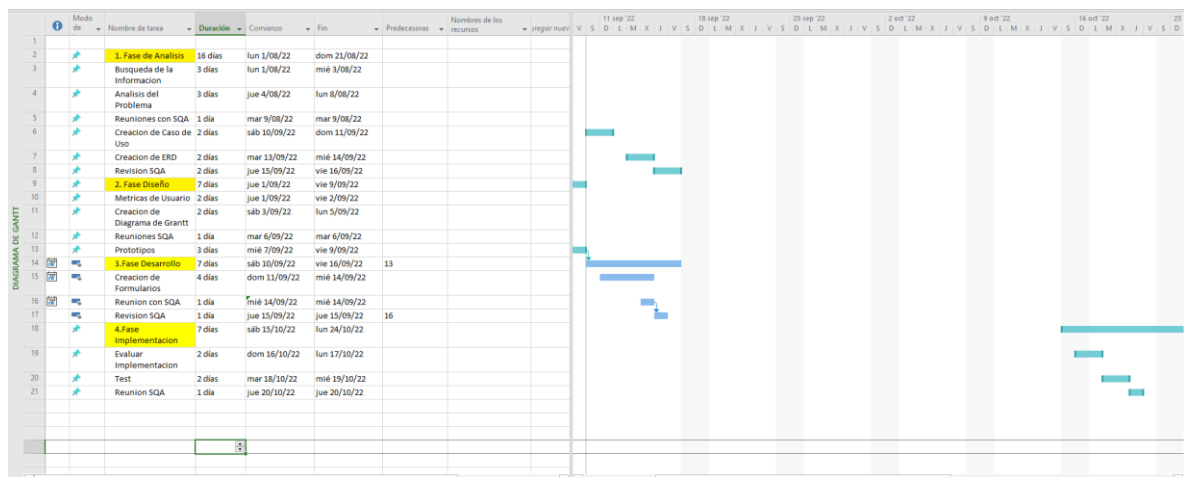 Modo de
Nombre de tarea
Duración
Comienzo
Fin
Predecesoras
Nombres de los recursos
regar nuev
11 sep '22
18 sep '22
25 sep '22
2 oct '22
9 oct '22
16 oct '22
23
V S D L M X J V S D L M X J V S D L M X J V S D L M X J V S D L M X J V S D L M X J V S D
DIAGRAMA DE GANTT
1
2 1. Fase de Analisis 16 días lun 1/08/22 dom 21/08/22
3 Busqueda de la 3 días lun 1/08/22 mié 3/08/22
Informacion
4 Analisis del 3 días jue 4/08/22 lun 8/08/22
Problema
5 Reuniones con SQA 1 día mar 9/08/22 mar 9/08/22
6 Creacion de Caso de 2 días sáb 10/09/22 dom 11/09/22
Uso
7 Creacion de ERD 2 días mar 13/09/22 mié 14/09/22
8 Revision SQA 2 días jue 15/09/22 vie 16/09/22
9 2. Fase Diseño 7 días jue 1/09/22 vie 9/09/22
10 Metricas de Usuario 2 días jue 1/09/22 vie 2/09/22
11 Creacion de 2 días sáb 3/09/22 lun 5/09/22
Diagrama de Grantt
12 Reuniones SQA 1 día mar 6/09/22 mar 6/09/22
13 Prototipos 3 días mié 7/09/22 vie 9/09/22
14 3.Fase Desarrollo 7 días sáb 10/09/22 vie 16/09/22 13
15 Creacion de 4 días dom 11/09/22 mié 14/09/22
Formularios
16 Reunion con SQA 1 día mié 14/09/22 mié 14/09/22
17 Revision SQA 1 día jue 15/09/22 jue 15/09/22 16
18 4.Fase 7 días sáb 15/10/22 lun 24/10/22
Implementacion
19 Evaluar 2 días dom 16/10/22 lun 17/10/22
Implementacion
20 Test 2 días mar 18/10/22 mié 19/10/22
21 Reunion SQA 1 día jue 20/10/22 jue 20/10/22